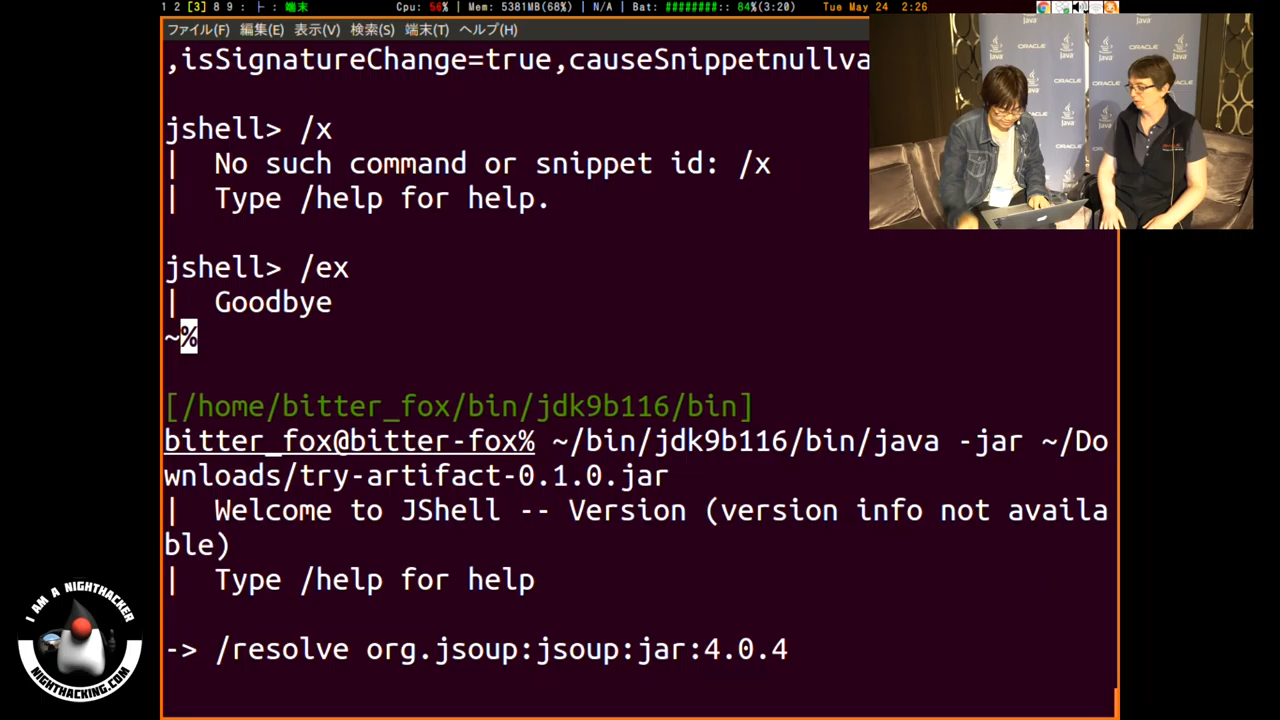 1 2 [3] 8 9 : ├ : 端末 Cpu: 56% | Mem: 5381MB(68%) | N/A | Bat: ########:: 84%(3:20) Tue May 24 2:26
ファイル(F) 編集(E) 表示(V) 検索(S) 端末(T) ヘルプ(H)
,isSignatureChange=true,causeSnippetnullva
jshell> /x
| No such command or snippet id: /x
| Type /help for help.
jshell> /ex
| Goodbye
~%
[/home/bitter_fox/bin/jdk9b116/bin]
bitter_fox@bitter-fox% ~/bin/jdk9b116/bin/java -jar ~/Do
wnloads/try-artifact-0.1.0.jar
| Welcome to JShell -- Version (version info not availa
ble)
| Type /help for help
-> /resolve org.jsoup:jsoup:jar:4.0.4
ORACLE
Java
ORACLE
Java
I AM A NIGHTHACKER
NIGHTHACKING.COM